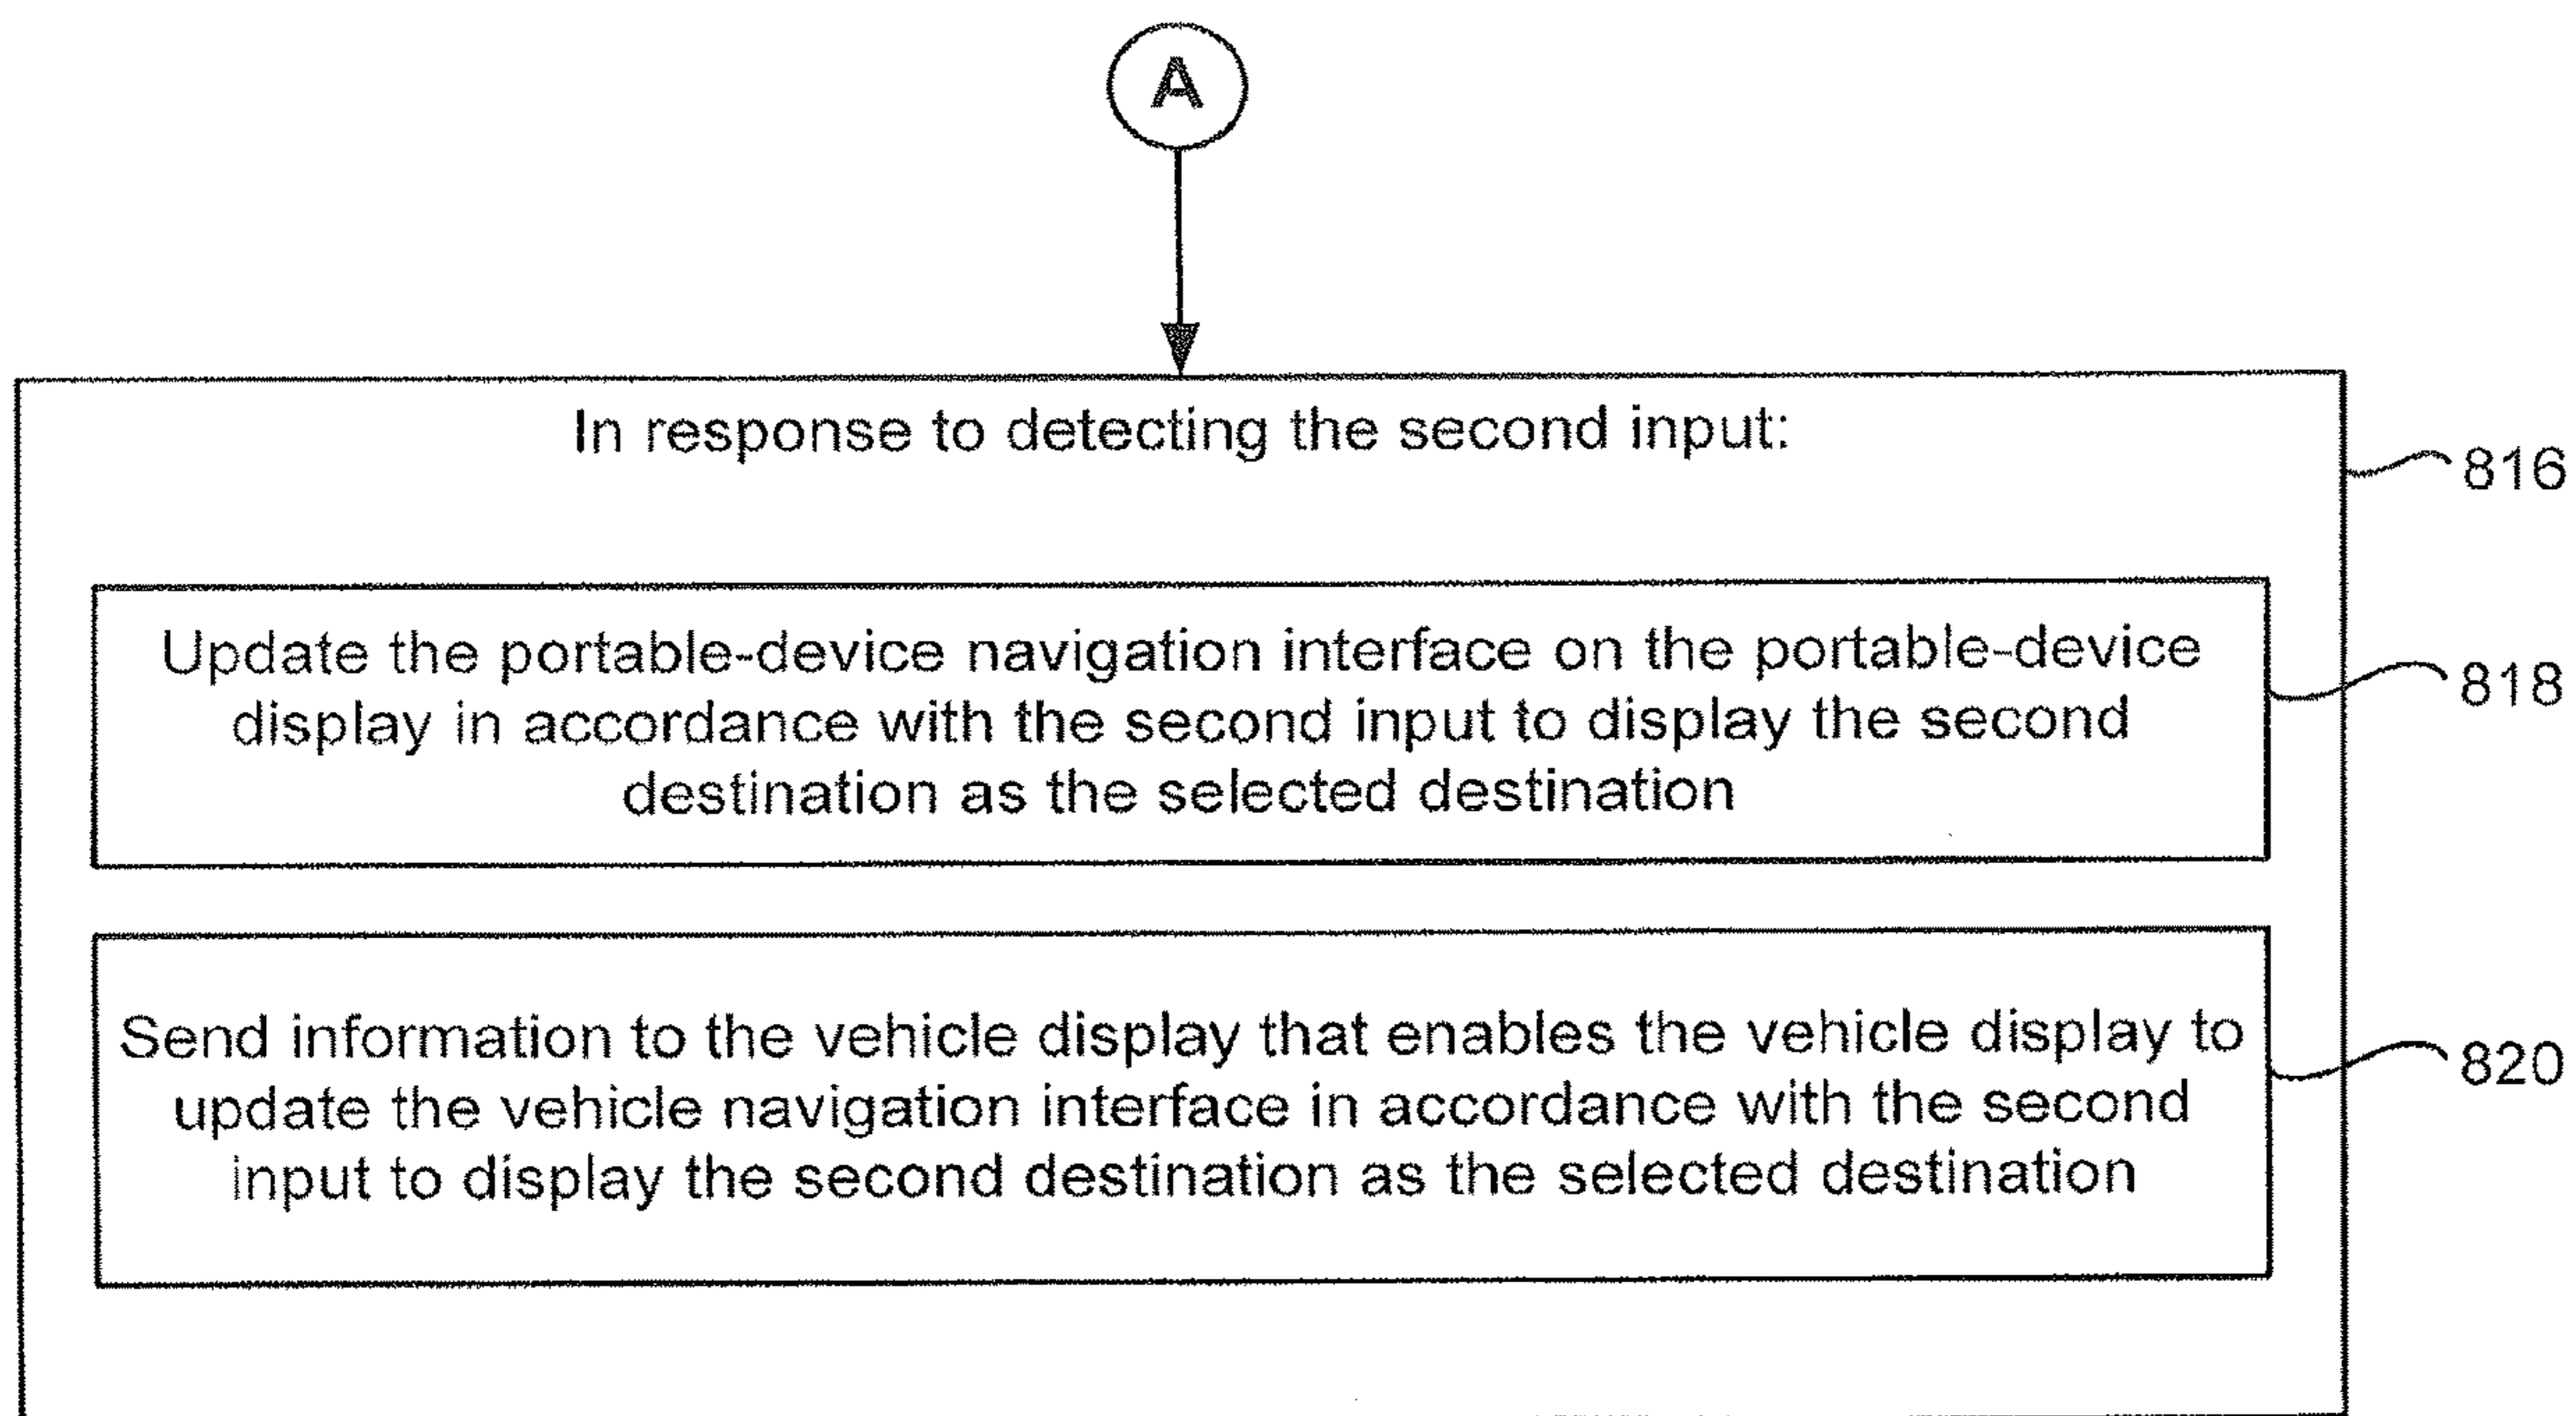 A
In response to detecting the second input:
816
Update the portable-device navigation interface on the portable-device
display in accordance with the second input to display the second
destination as the selected destination
818
Send information to the vehicle display that enables the vehicle display to
update the vehicle navigation interface in accordance with the second
input to display the second destination as the selected destination
820